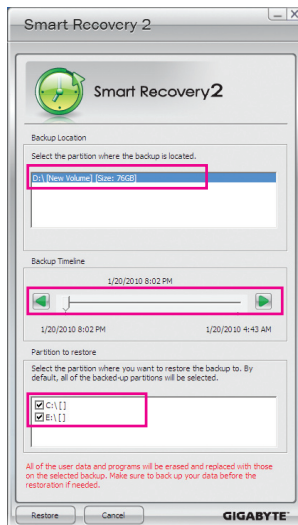 Smart Recovery 2
Smart Recovery2
Backup Location
Select the partition where the backup is located.
D:\ [New Volume] [Size: 76GB]
Backup Timeline
1/20/2010 8:02 PM
1/20/2010 8:02 PM 1/20/2010 4:43 AM
Partition to restore
Select the partition where you want to restore the backup to. By
default, all of the backed-up partitions will be selected.
C:\ [ ]
E:\ [ ]
All of the user data and programs will be erased and replaced with those
on the selected backup. Make sure to back up your data before the
restoration if needed.
Restore Cancel GIGABYTE™